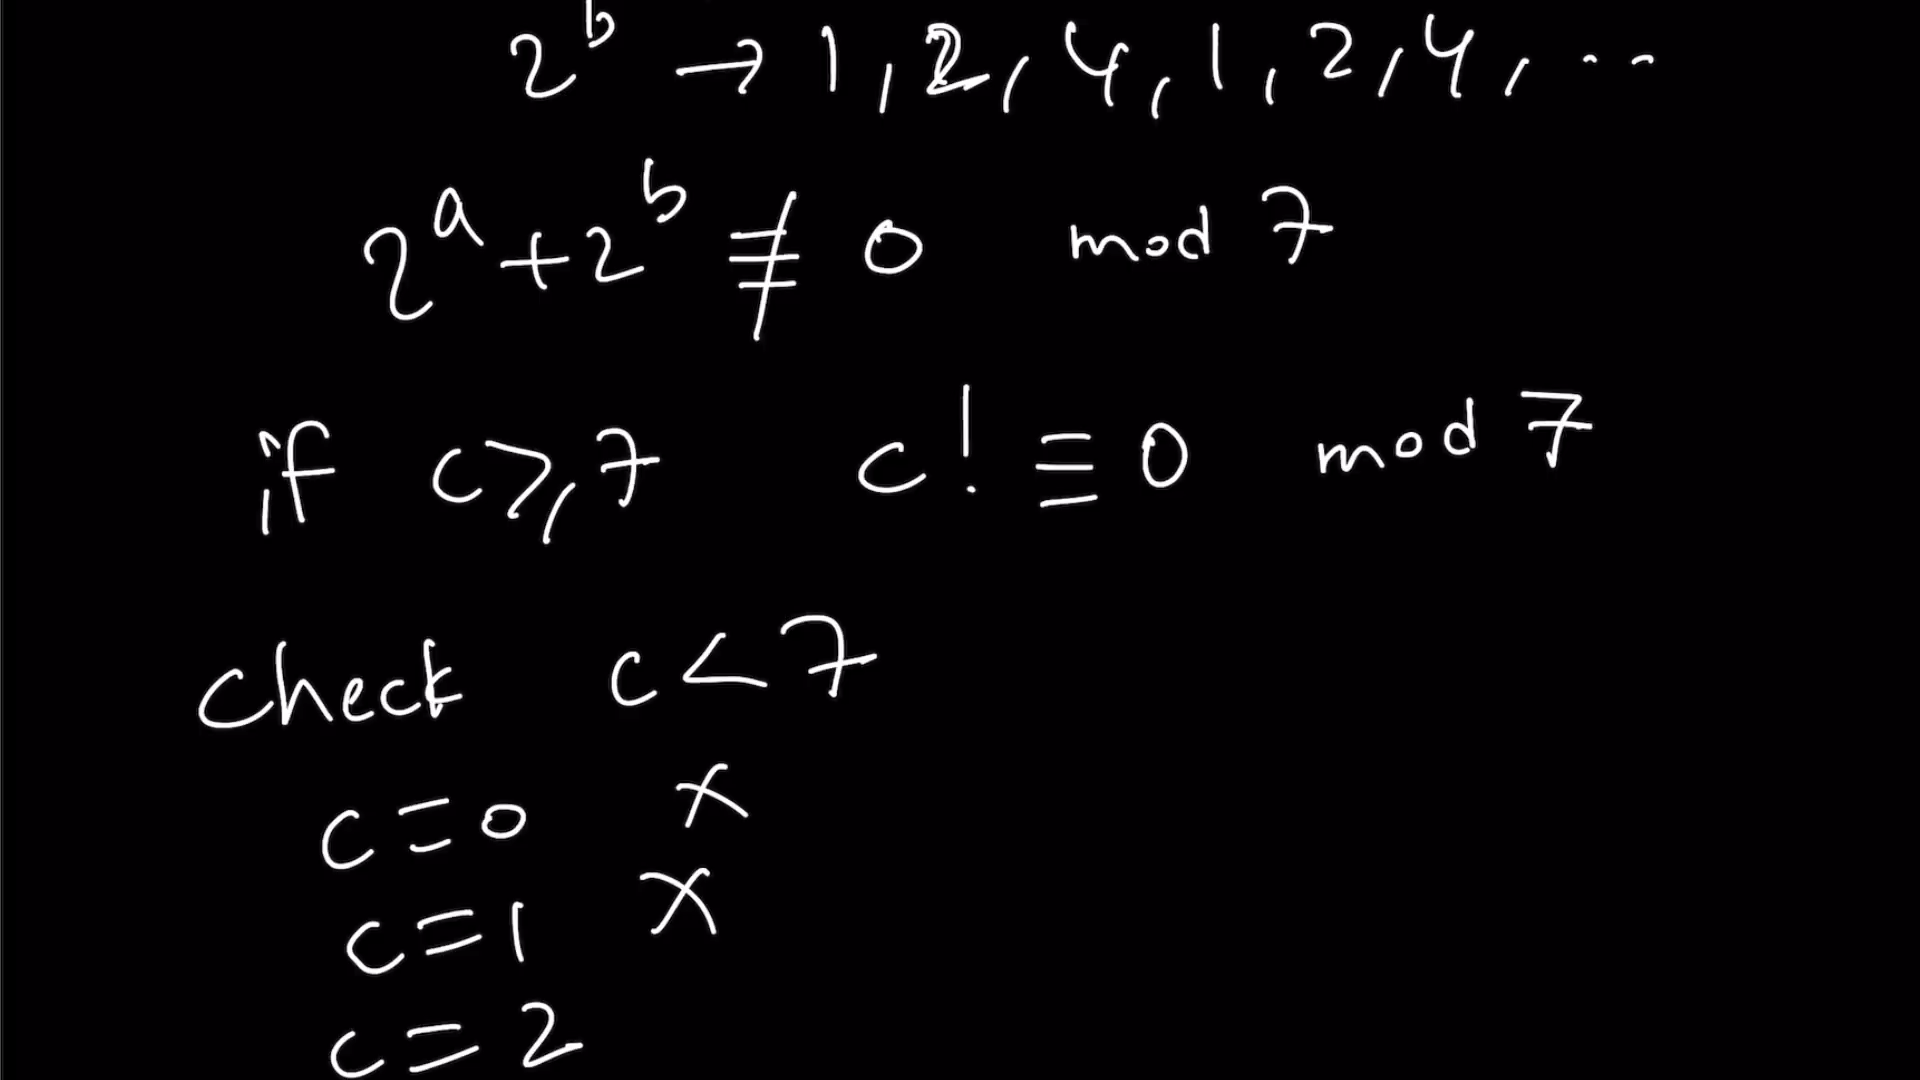 2^b → 1, 2, 4, 1, 2, 4, ...
2^a + 2^b ≢ 0 mod 7
if c ≥ 7 c! ≡ 0 mod 7
check c < 7
c = 0 x
c = 1 x
c = 2